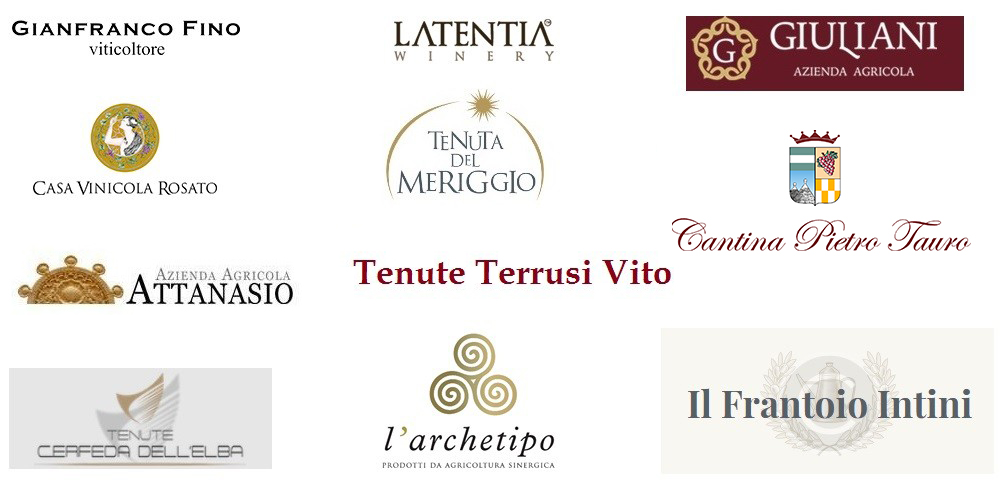 GIANFRANCO FINO
viticoltore
LATENTIA
WINERY
G
GIULIANI
AZIENDA AGRICOLA
CASA VINICOLA ROSATO
TENUTA
DEL
MERIGGIO
Cantina Pietro Tauro
AZIENDA AGRICOLA
ATTANASIO
Tenute Terrusi Vito
TENUTE
CERFEDA DELL'ELBA
l'archetipo
PRODOTTI DA AGRICOLTURA SINERGICA
Il Frantoio Intini